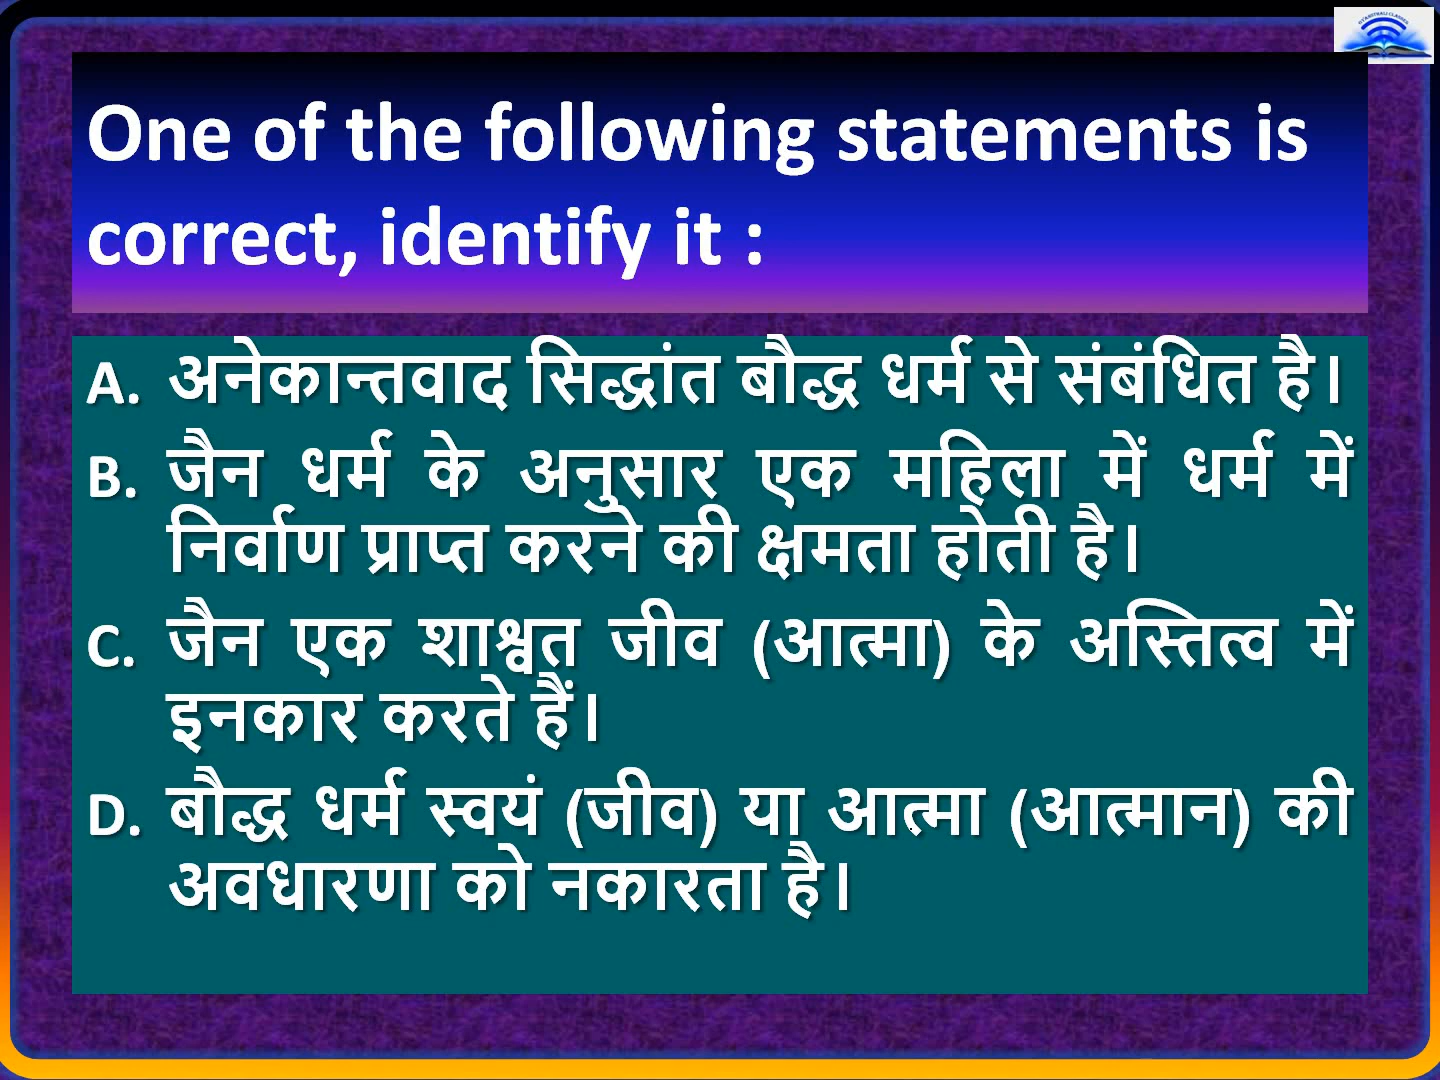 One of the following statements is
correct, identify it :
A. अनेकान्तवाद सिद्धांत बौद्ध धर्म से संबंधित है।
B. जैन धर्म के अनुसार एक महिला में धर्म में
निर्वाण प्राप्त करने की क्षमता होती है।
C. जैन एक शाश्वत जीव (आत्मा) के अस्तित्व में
इनकार करते हैं।
D. बौद्ध धर्म स्वयं (जीव) या आत्मा (आत्मान) की
अवधारणा को नकारता है।